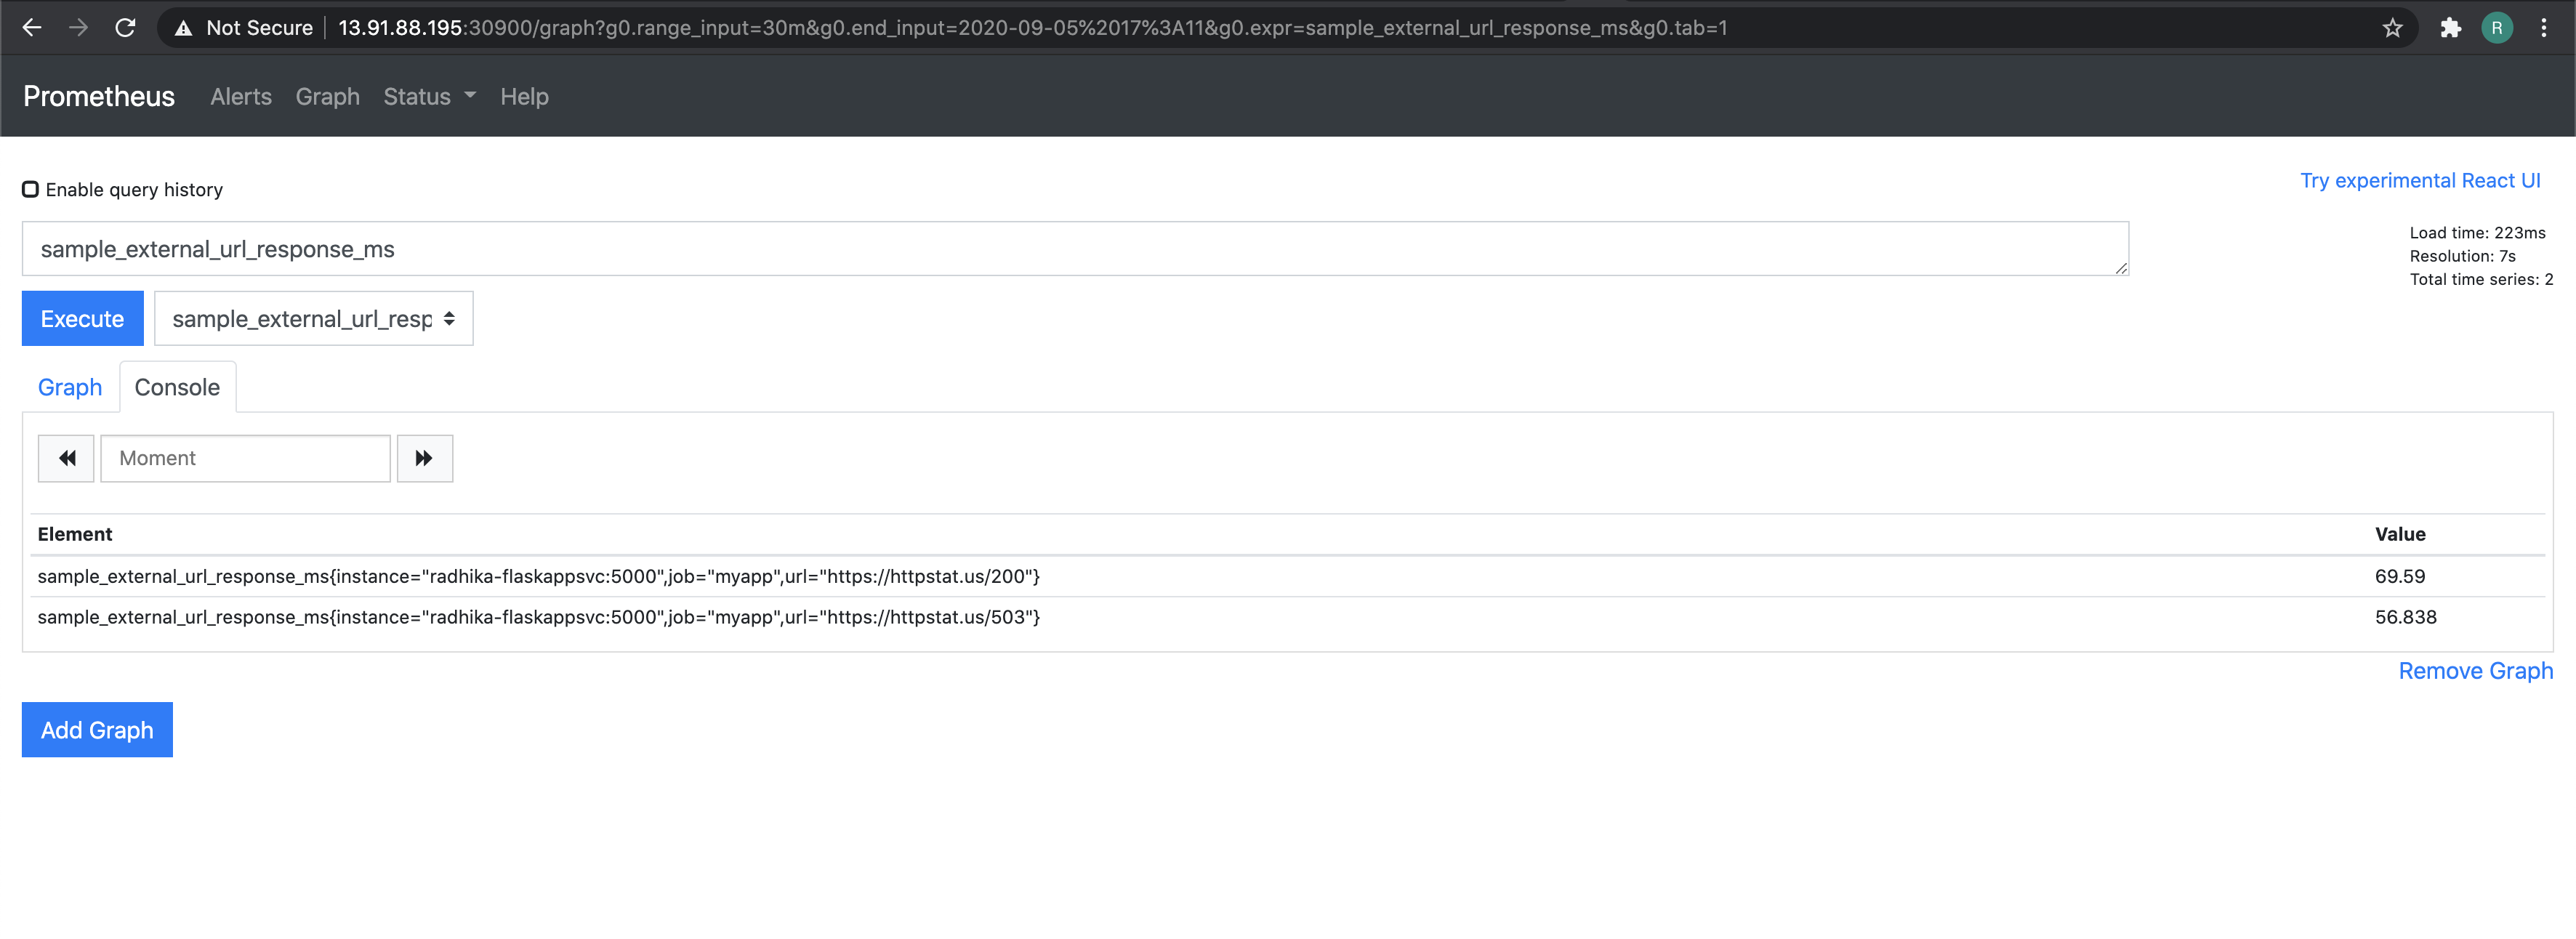 Not Secure 13.91.88.195:30900/graph?g0.range_input=30m&g0.end_input=2020-09-05%2017%3A11&g0.expr=sample_external_url_response_ms&g0.tab=1 R
Prometheus Alerts Graph Status Help
Enable query history
Try experimental React UI
sample_external_url_response_ms
Load time: 223ms
Resolution: 7s
Total time series: 2
Execute sample_external_url_resp
Graph Console
Moment
Element Value
sample_external_url_response_ms{instance="radhika-flaskappsvc:5000",job="myapp",url="https://httpstat.us/200"} 69.59
sample_external_url_response_ms{instance="radhika-flaskappsvc:5000",job="myapp",url="https://httpstat.us/503"} 56.838
Remove Graph
Add Graph